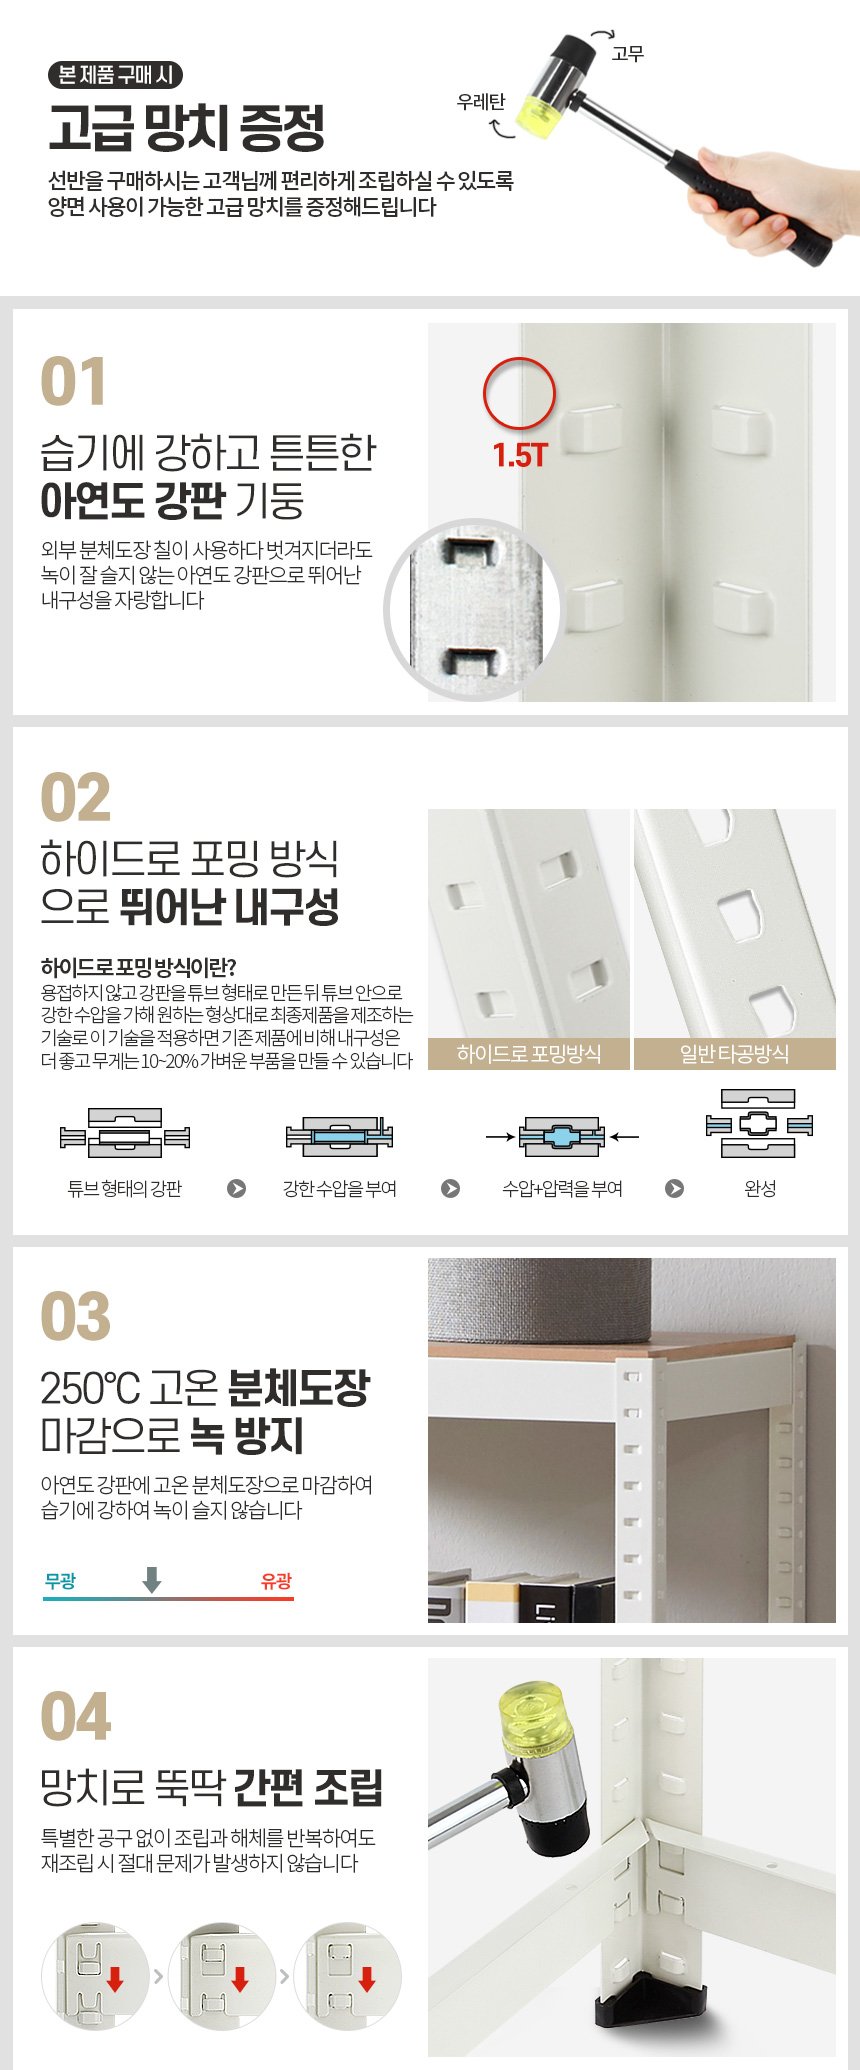 본 제품 구매 시
고급 망치 증정
선반을 구매하시는 고객님께 편리하게 조립하실 수 있도록
양면 사용이 가능한 고급 망치를 증정해드립니다
고무
우레탄
01
습기에 강하고 튼튼한
아연도 강판 기둥
외부 분체도장 칠이 사용하다 벗겨지더라도
녹이 잘 슬지 않는 아연도 강판으로 뛰어난
내구성을 자랑합니다
1.5T
02
하이드로 포밍 방식
으로 뛰어난 내구성
하이드로 포밍 방식이란?
용접하지 않고 강판을 튜브 형태로 만든 뒤 튜브 안으로
강한 수압을 가해 원하는 형상대로 최종제품을 제조하는
기술로 이 기술을 적용하면 기존 제품에 비해 내구성은
더 좋고 무게는 10~20% 가벼운 부품을 만들 수 있습니다
하이드로 포밍방식
일반 타공방식
튜브 형태의 강판
강한 수압을 부여
수압+압력을 부여
완성
03
250℃ 고온 분체도장
마감으로 녹 방지
아연도 강판에 고온 분체도장으로 마감하여
습기에 강하여 녹이 슬지 않습니다
무광
유광
04
망치로 뚝딱 간편 조립
특별한 공구 없이 조립과 해체를 반복하여도
재조립 시 절대 문제가 발생하지 않습니다